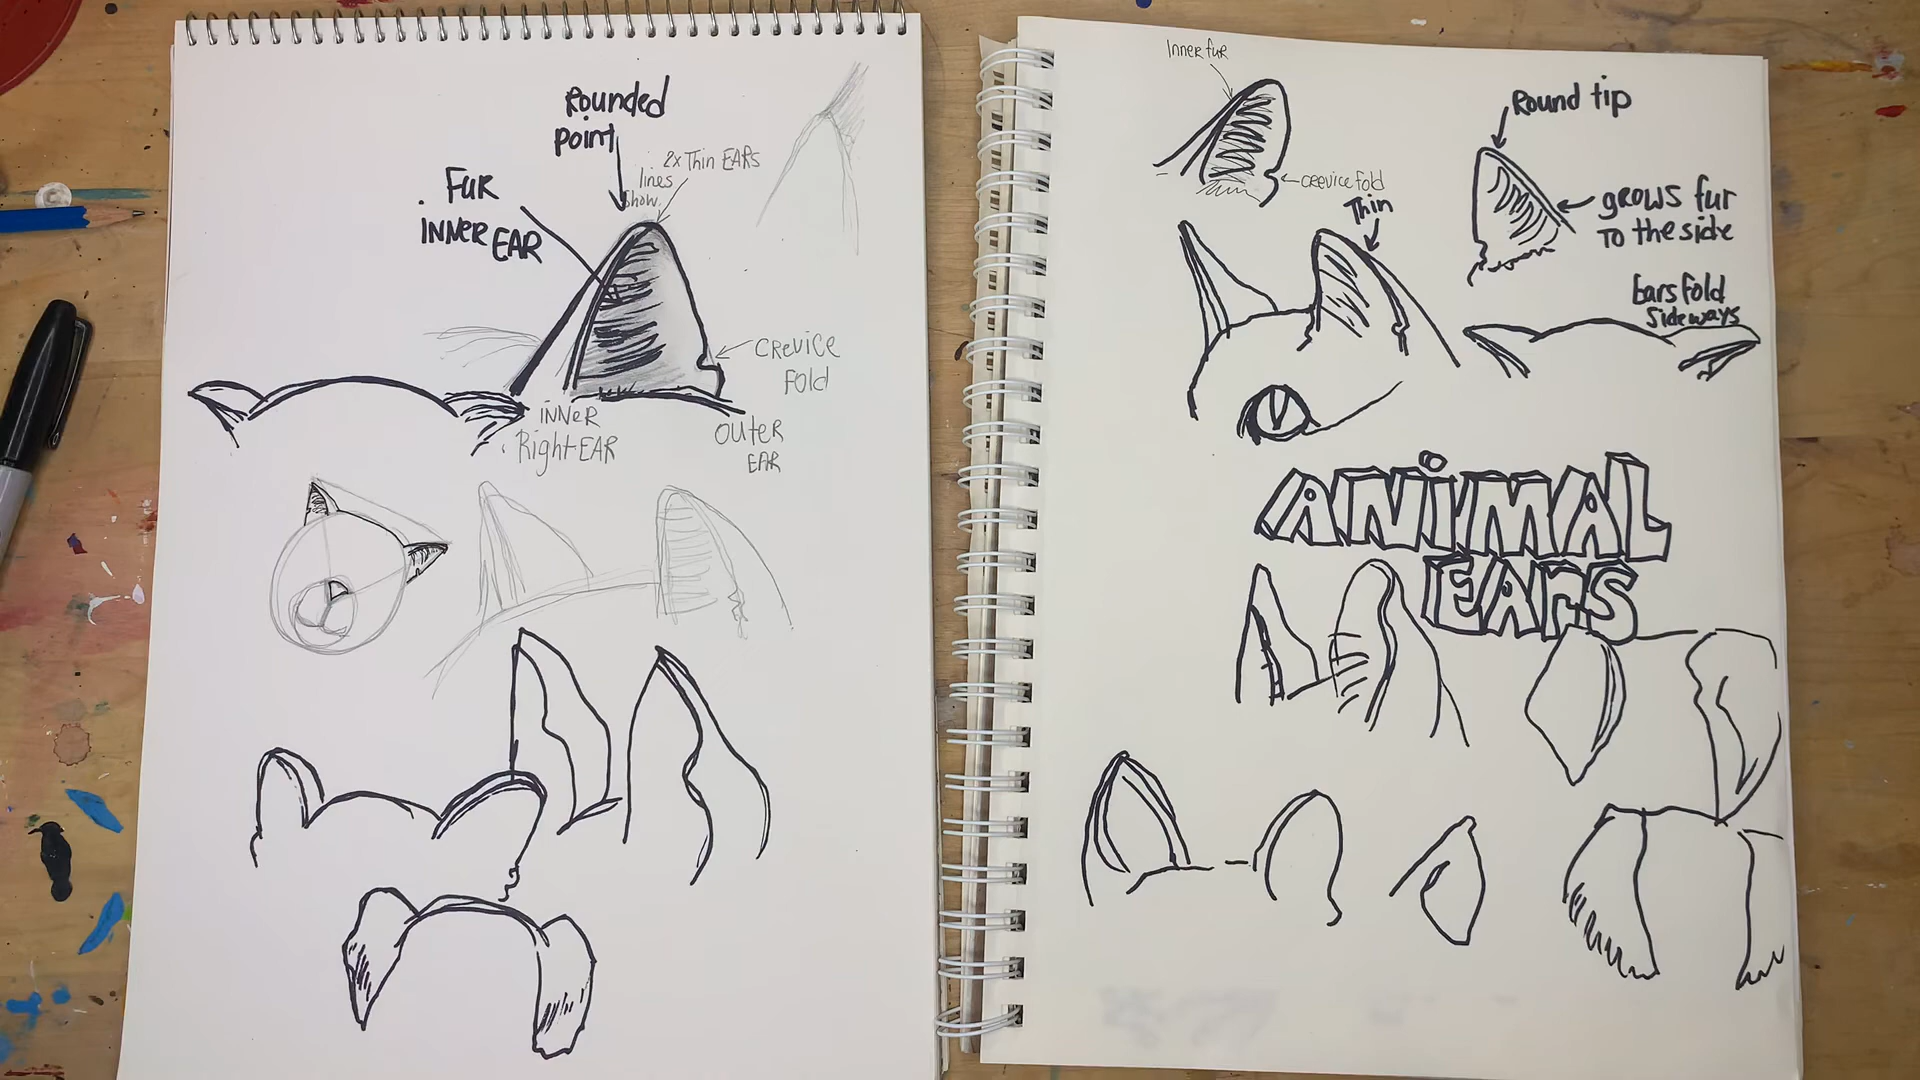 Rounded
point
2x Thin EARs
lines
Show.
FUR
INNER EAR
CREVICE
FOld
INNER
Right EAR
OUTER
EAR
Inner fur
CREVICE fold
Thin
Round tip
gROWS fur
TO the side
Ears Fold
Sideways
ANiMAL
EArS